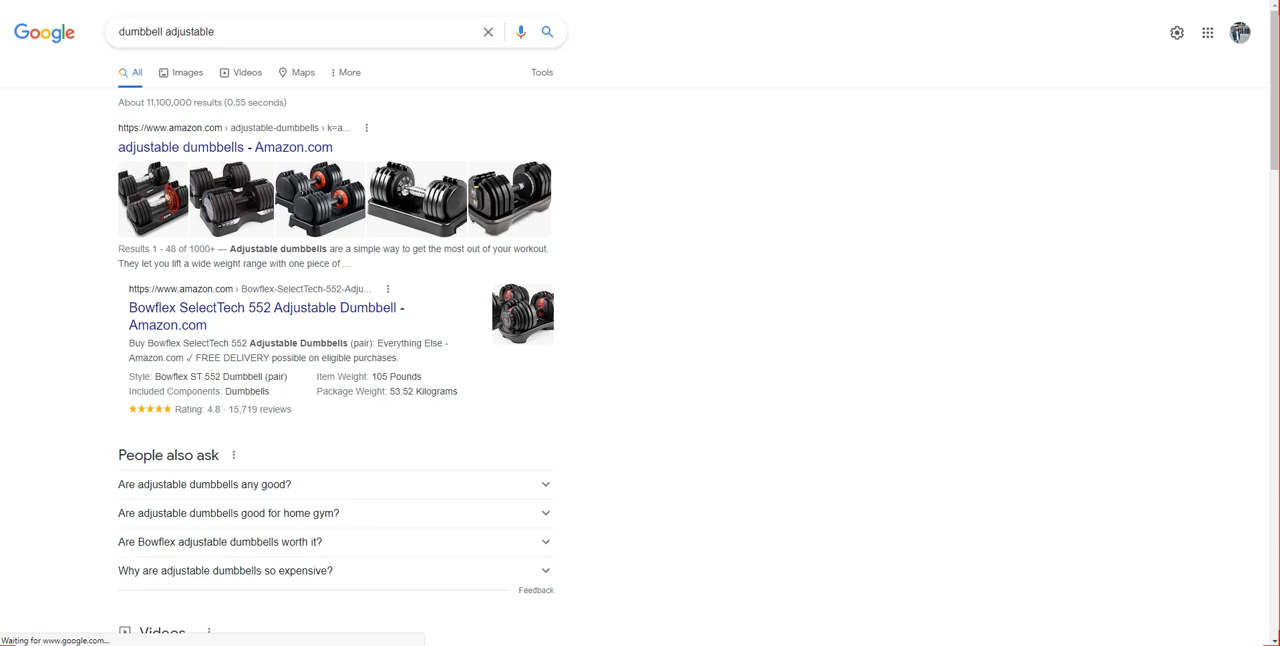 Google
dumbbell adjustable
All Images Videos Maps More Tools
About 11,100,000 results (0.55 seconds)
https://www.amazon.com › adjustable-dumbbells › k=a...
adjustable dumbbells - Amazon.com
Results 1 - 48 of 1000+ — Adjustable dumbbells are a simple way to get the most out of your workout.
They let you lift a wide weight range with one piece of ...
https://www.amazon.com › Bowflex-SelectTech-552-Adju...
Bowflex SelectTech 552 Adjustable Dumbbell -
Amazon.com
Buy Bowflex SelectTech 552 Adjustable Dumbbells (pair): Everything Else -
Amazon.com ✓ FREE DELIVERY possible on eligible purchases.
Style: Bowflex ST 552 Dumbbell (pair) Item Weight: 105 Pounds
Included Components: Dumbbells Package Weight: 53.52 Kilograms
★★★★★ Rating: 4.8 · 15,719 reviews
People also ask
Are adjustable dumbbells any good?
Are adjustable dumbbells good for home gym?
Are Bowflex adjustable dumbbells worth it?
Why are adjustable dumbbells so expensive?
Feedback
Videos
Waiting for www.google.com...